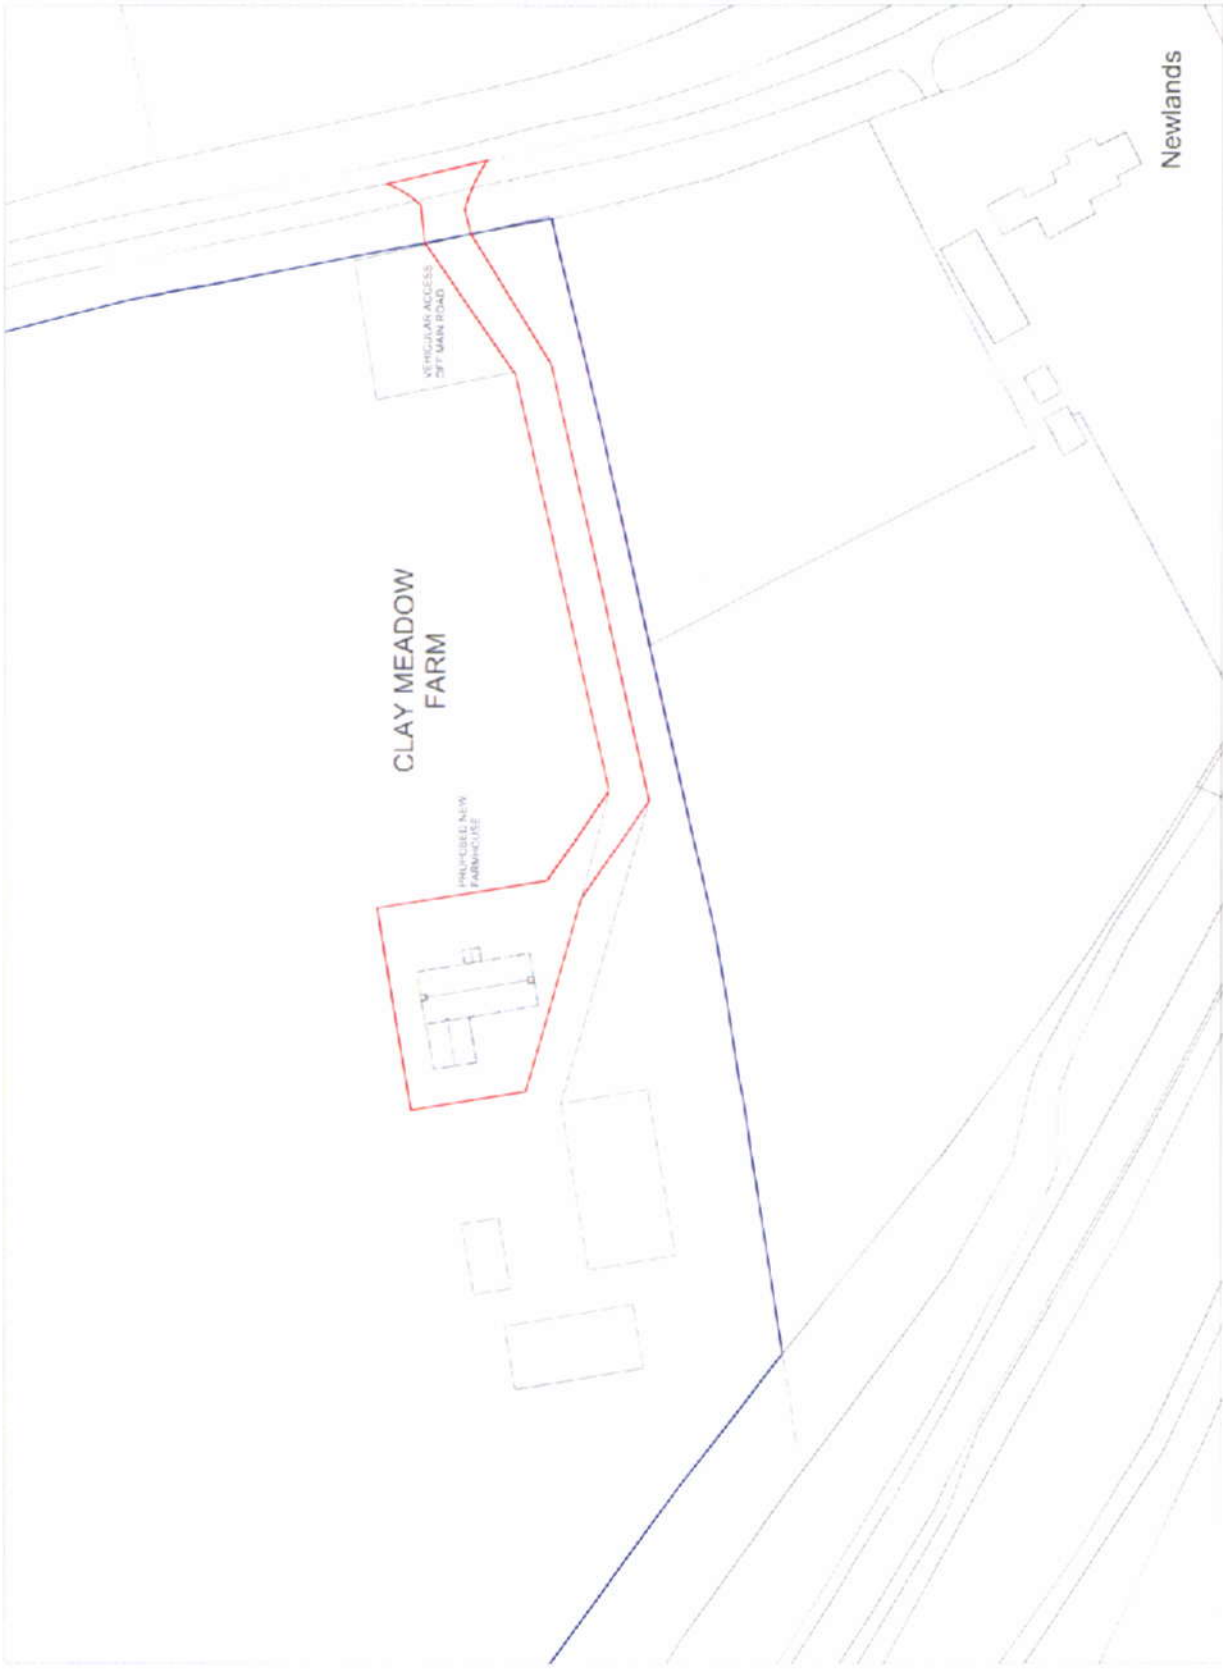 CLAY MEADOW
FARM
PROPOSED NEW
FARMHOUSE
VEHICULAR ACCESS
OFF MAIN ROAD
Newlands